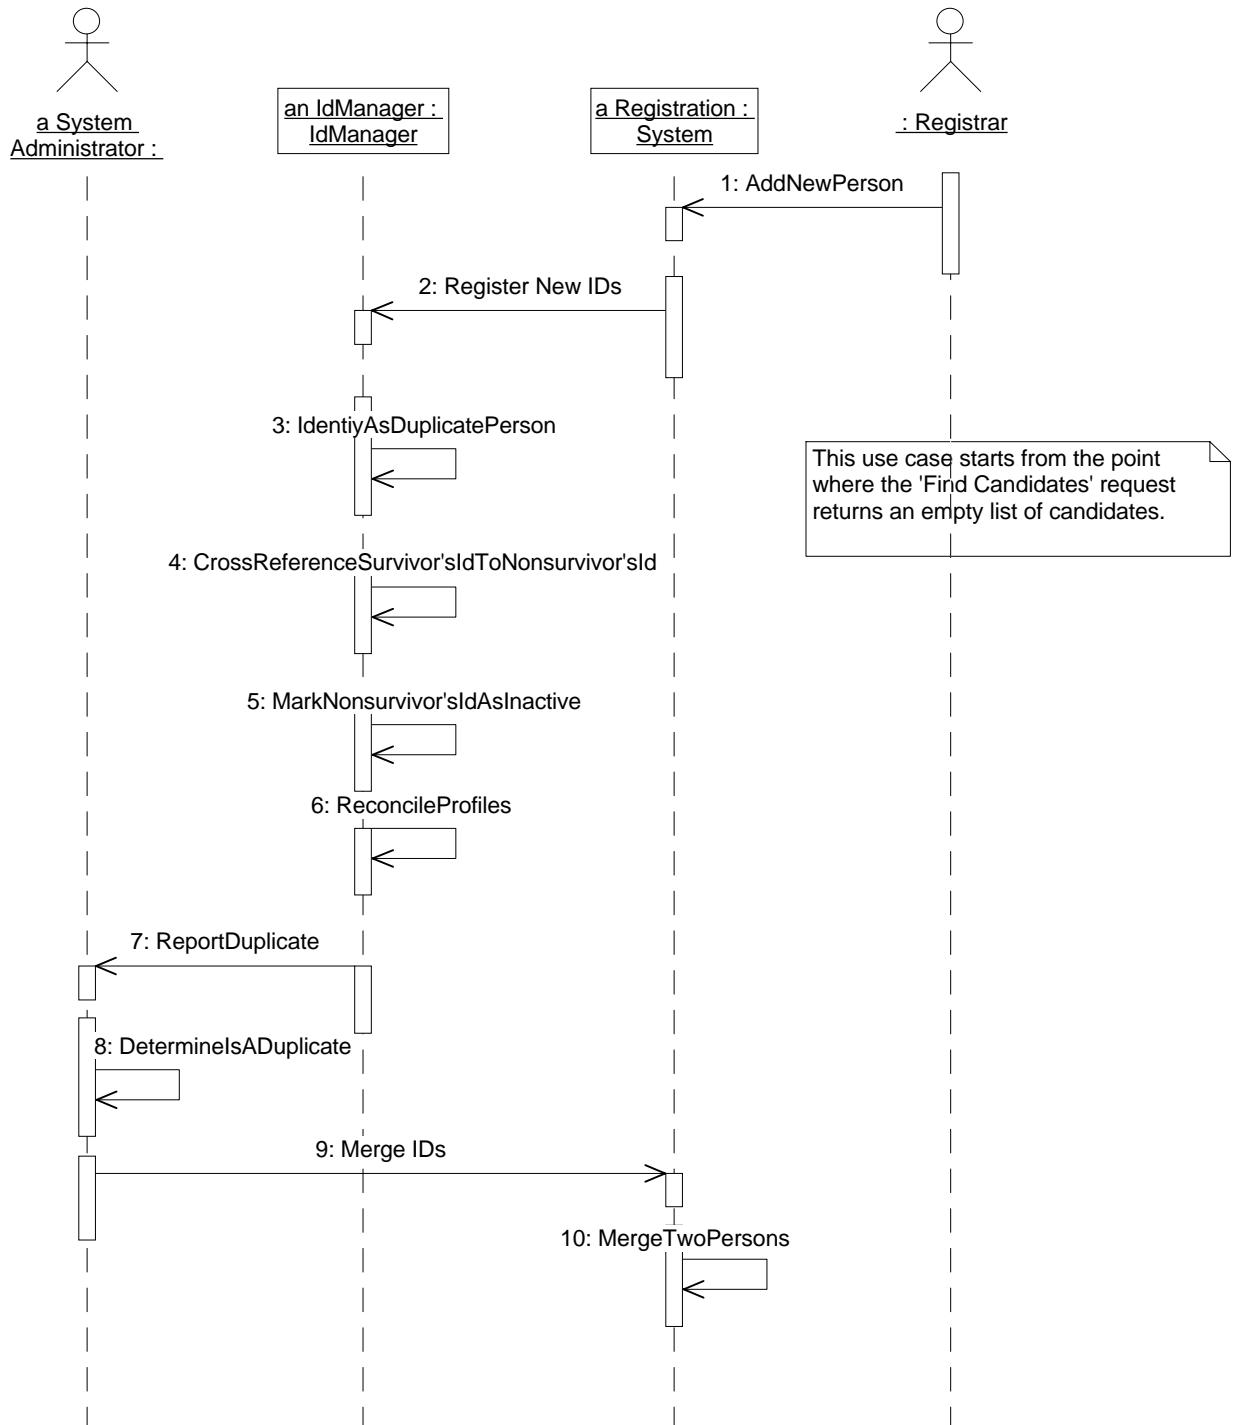 a System
Administrator :
an IdManager :
IdManager
a Registration :
System
: Registrar
1: AddNewPerson
2: Register New IDs
3: IdentiyAsDuplicatePerson
This use case starts from the point
where the 'Find Candidates' request
returns an empty list of candidates.
4: CrossReferenceSurvivor'sIdToNonsurvivor'sId
5: MarkNonsurvivor'sIdAsInactive
6: ReconcileProfiles
7: ReportDuplicate
8: DetermineIsADuplicate
9: Merge IDs
10: MergeTwoPersons